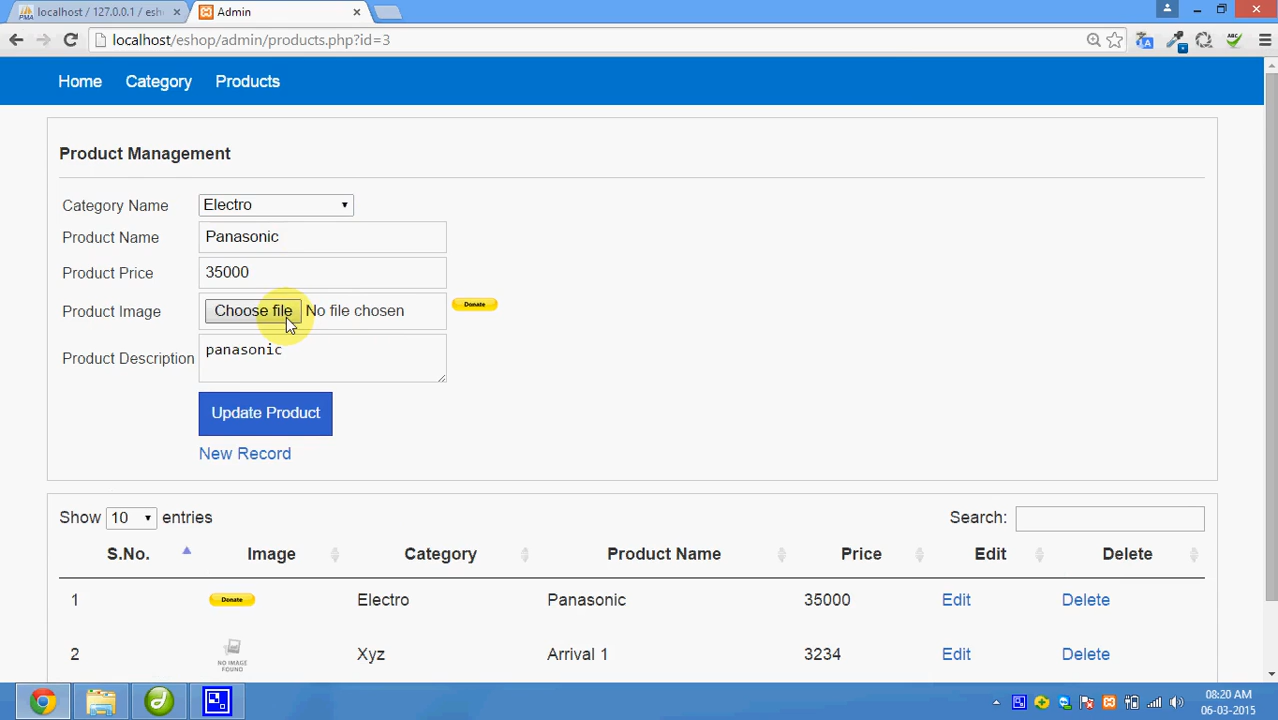 localhost / 127.0.0.1 / esh
Admin
localhost/eshop/admin/products.php?id=3
ABC
Home Category Products
Product Management
Category Name Electro
Product Name Panasonic
Product Price 35000
Product Image Choose file No file chosen Donate
Product Description panasonic
Update Product
New Record
Show 10 entries Search:
S.No. Image Category Product Name Price Edit Delete
1 Donate Electro Panasonic 35000 Edit Delete
2 NO IMAGE FOUND Xyz Arrival 1 3234 Edit Delete
08:20 AM
06-03-2015